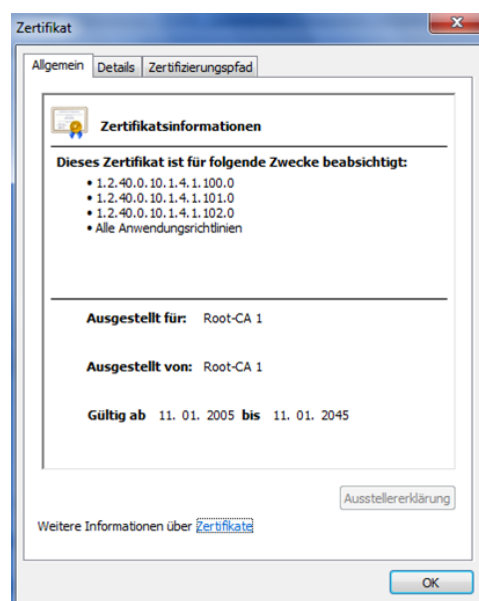 Zertifikat
Allgemein Details Zertifizierungspfad
Zertifikatsinformationen
Dieses Zertifikat ist für folgende Zwecke beabsichtigt:
• 1.2.40.0.10.1.4.1.100.0
• 1.2.40.0.10.1.4.1.101.0
• 1.2.40.0.10.1.4.1.102.0
• Alle Anwendungsrichtlinien
Ausgestellt für: Root-CA 1
Ausgestellt von: Root-CA 1
Gültig ab 11. 01. 2005 bis 11. 01. 2045
Ausstellererklärung
Weitere Informationen über Zertifikate
OK